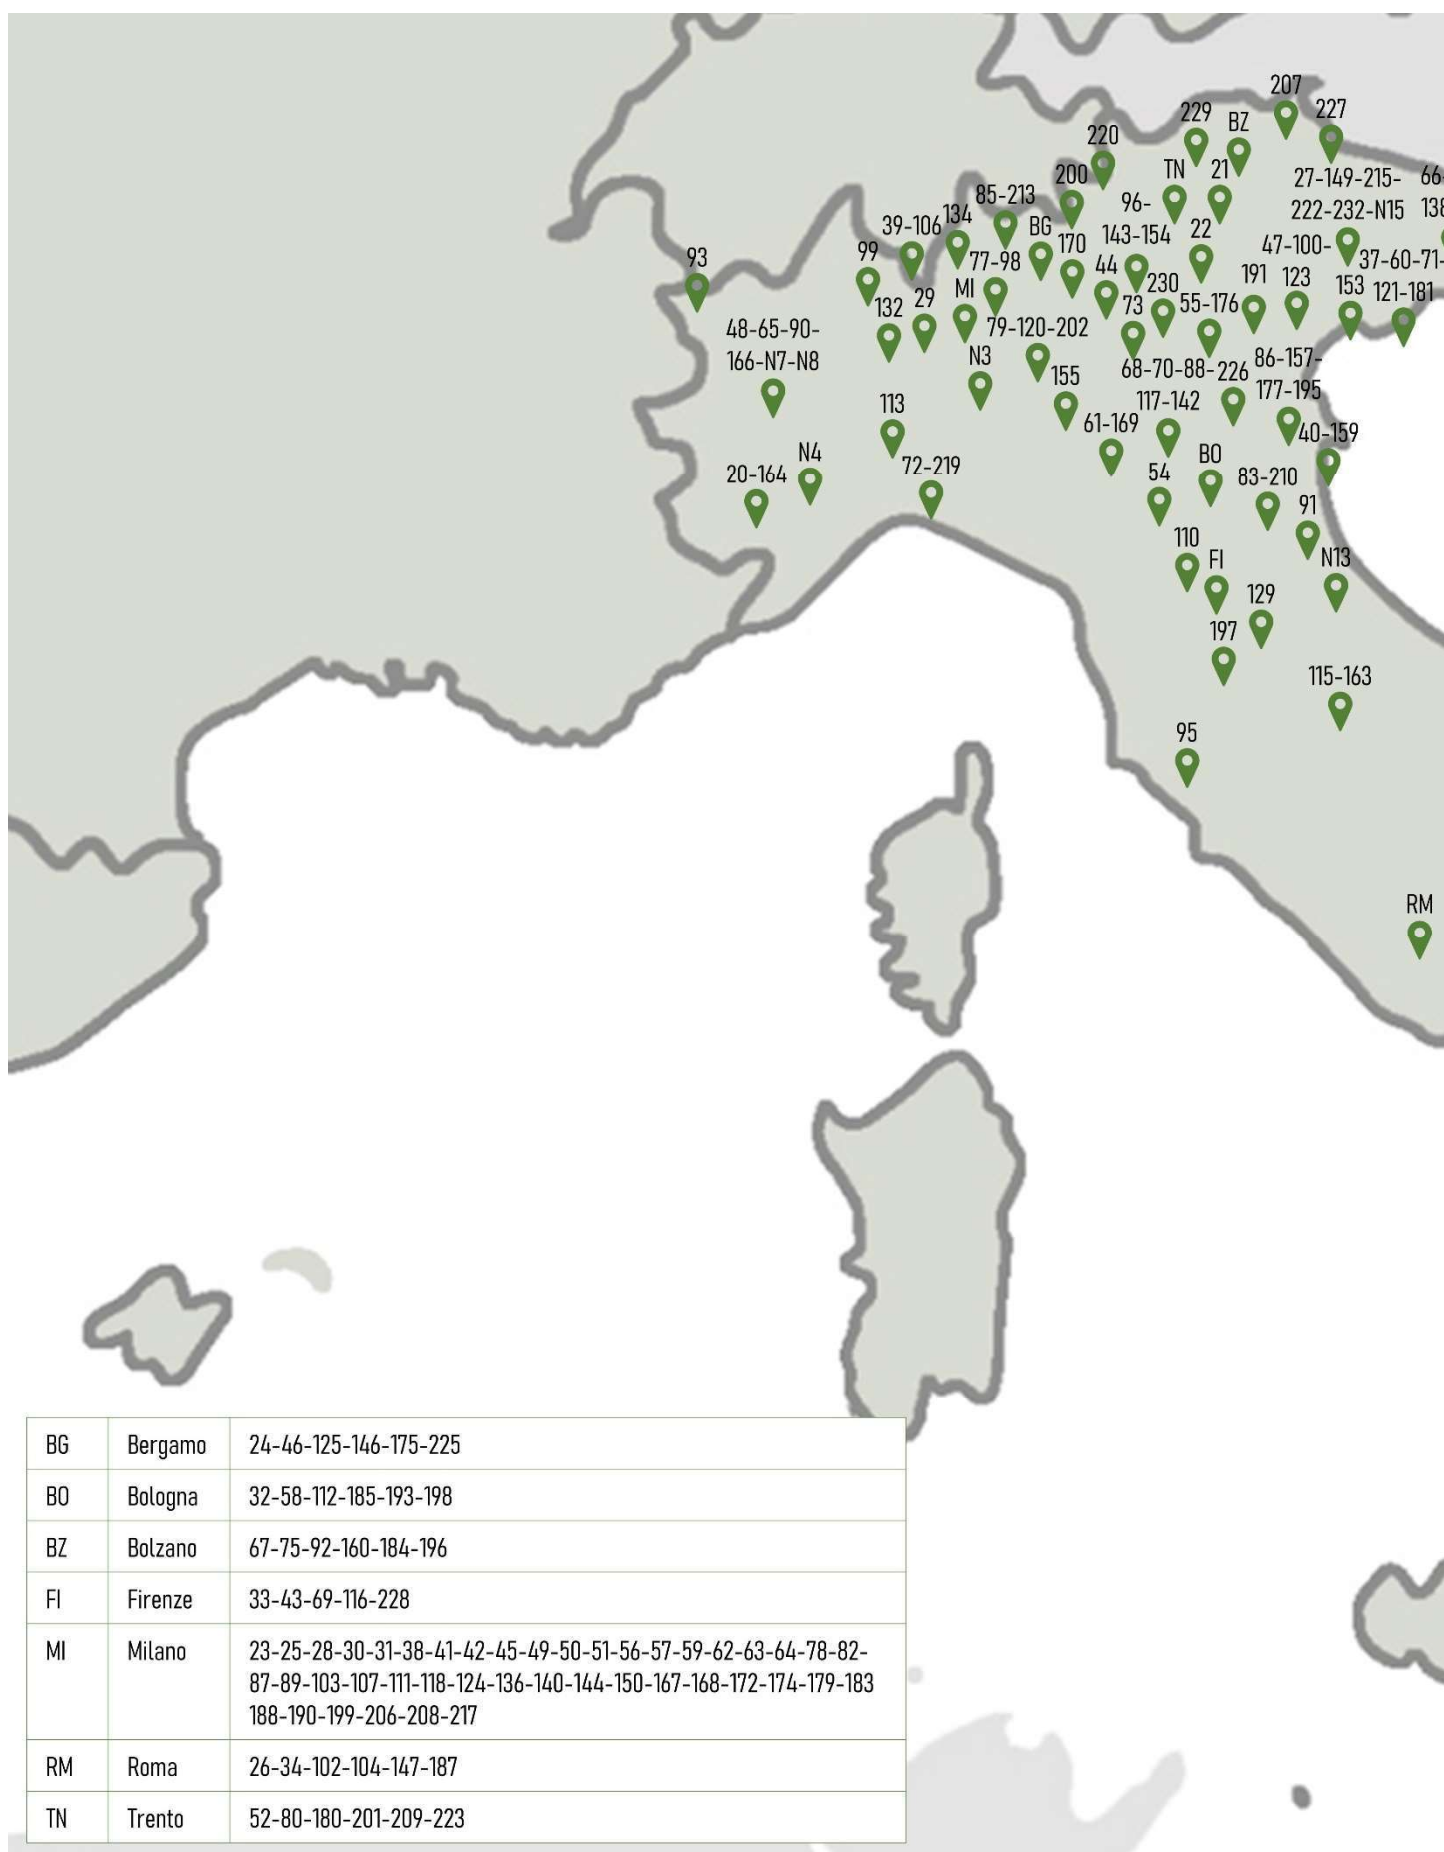 207
229
BZ
227
220
TN
21
27-149-215-
222-232-N15
66-
138
200
85-213
96-
143-154
39-106
134
BG
170
22
47-100-
123
37-60-71-
121-181
93
99
77-98
44
191
153
132
29
MI
230
55-176
73
79-120-202
48-65-90-
166-N7-N8
N3
68-70-88-
117-142
226
86-157-
177-195
155
113
61-169
40-159
N4
BO
20-164
72-219
54
83-210
91
110
FI
N13
129
197
115-163
95
RM
BG Bergamo 24-46-125-146-175-225
BO Bologna 32-58-112-185-193-198
BZ Bolzano 67-75-92-160-184-196
FI Firenze 33-43-69-116-228
MI Milano 23-25-28-30-31-38-41-42-45-49-50-51-56-57-59-62-63-64-78-82-
87-89-103-107-111-118-124-136-140-144-150-167-168-172-174-179-183
188-190-199-206-208-217
RM Roma 26-34-102-104-147-187
TN Trento 52-80-180-201-209-223